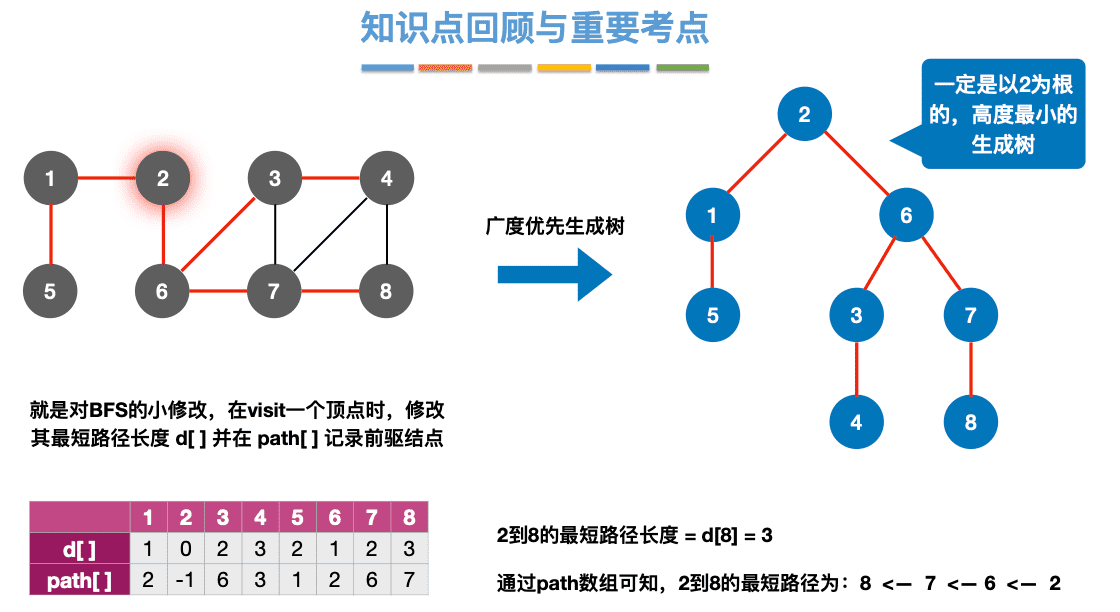 知识点回顾与重要考点
一定是以2为根
的，高度最小的
生成树
1
2
3
4
5
6
7
8
广度优先生成树
2
1
6
5
3
7
4
8
就是对BFS的小修改，在visit一个顶点时，修改
其最短路径长度 d[ ] 并在 path[ ] 记录前驱结点
1 2 3 4 5 6 7 8
d[ ] 1 0 2 3 2 1 2 3
path[ ] 2 -1 6 3 1 2 6 7
2到8的最短路径长度 = d[8] = 3
通过path数组可知，2到8的最短路径为：8 <— 7 <— 6 <— 2